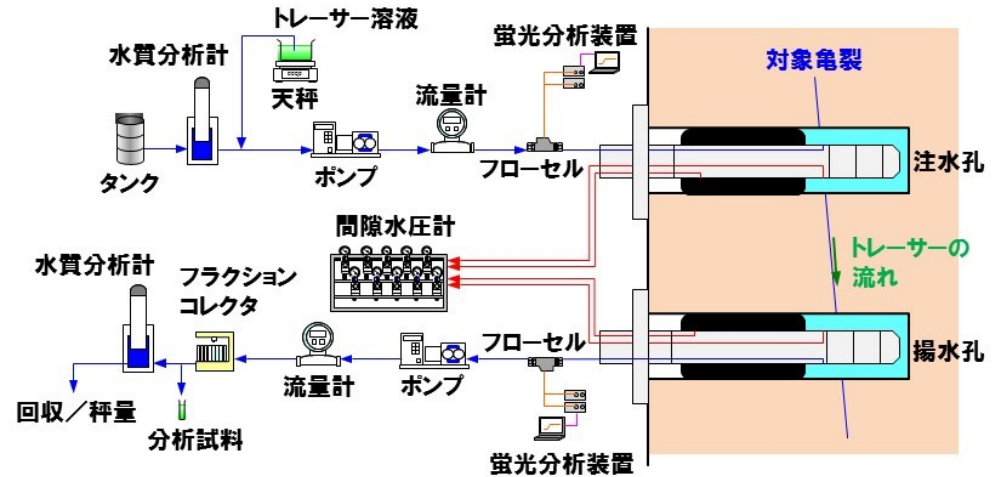 トレーサー溶液
水質分析計
天秤
タンク
ポンプ
流量計
蛍光分析装置
フローセル
対象亀裂
注水孔
間隙水圧計
トレーサーの
流れ
水質分析計
フラクション
コレクタ
流量計
ポンプ
フローセル
揚水孔
回収／秤量
分析試料
蛍光分析装置